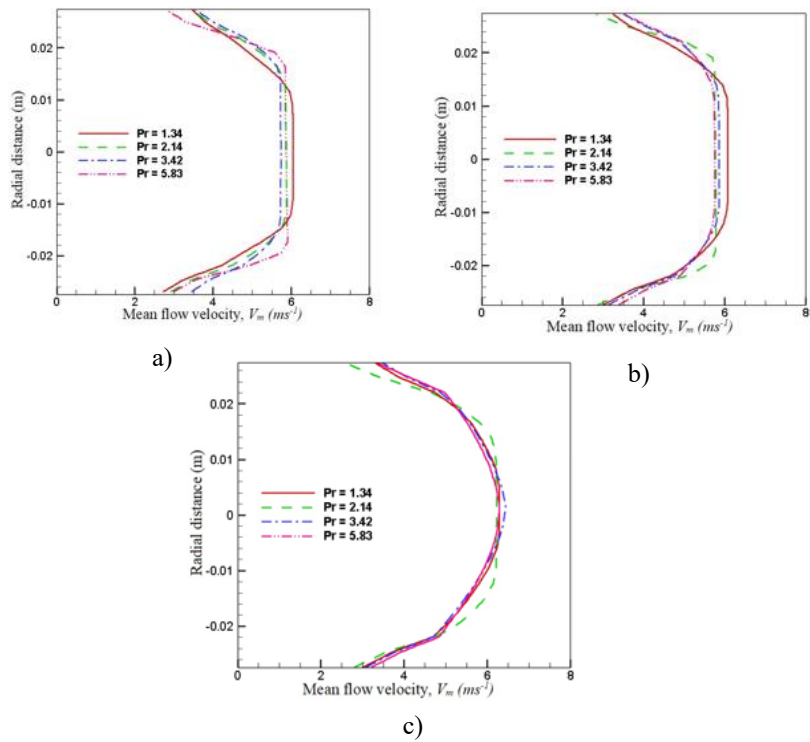 0.02
0.01
0
-0.01
-0.02
Radial distance (m)
Pr = 1.34
Pr = 2.14
Pr = 3.42
Pr = 5.83
0 2 4 6 8
Mean flow velocity, Vm (ms-1)
a)
0.02
0.01
0
-0.01
-0.02
Radial distance (m)
Pr = 1.34
Pr = 2.14
Pr = 3.42
Pr = 5.83
0 2 4 6 8
Mean flow velocity, Vm (ms-1)
b)
0.02
0.01
0
-0.01
-0.02
Radial distance (m)
Pr = 1.34
Pr = 2.14
Pr = 3.42
Pr = 5.83
0 2 4 6 8
Mean flow velocity, Vm (ms-1)
c)